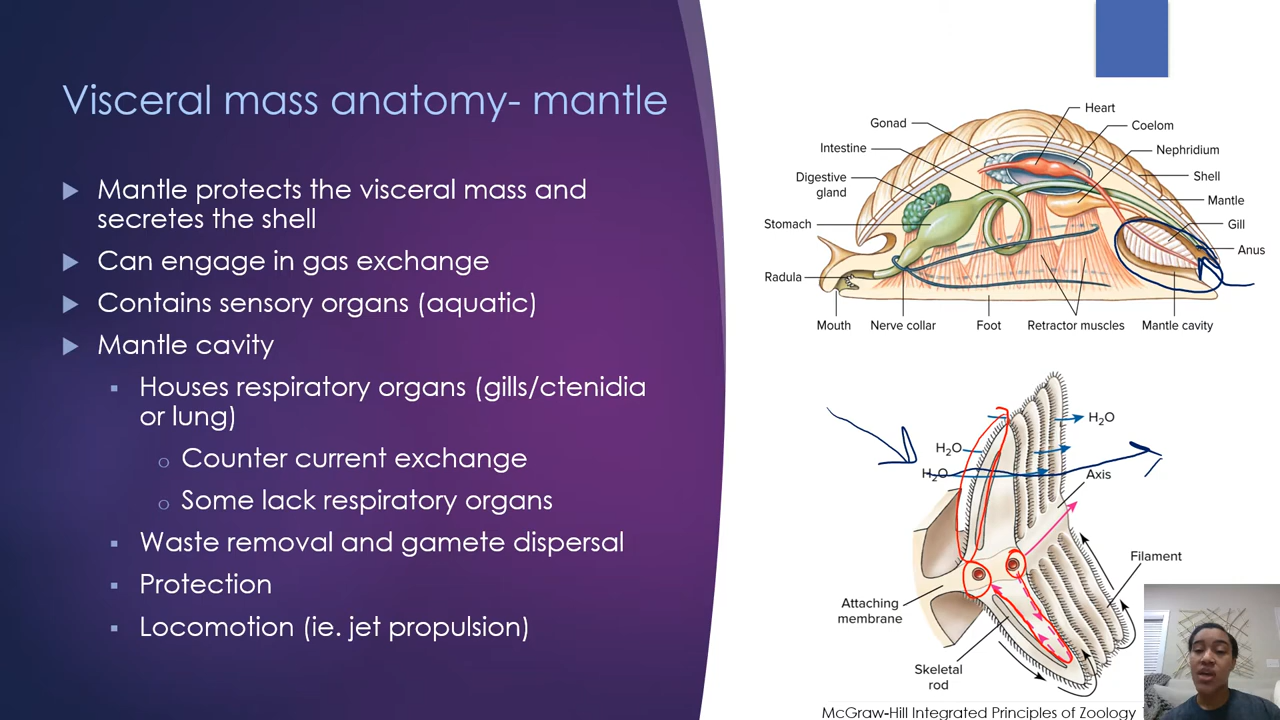 Visceral mass anatomy- mantle
Mantle protects the visceral mass and
secretes the shell
Can engage in gas exchange
Contains sensory organs (aquatic)
Mantle cavity
Houses respiratory organs (gills/ctenidia
or lung)
Counter current exchange
Some lack respiratory organs
Waste removal and gamete dispersal
Protection
Locomotion (ie. jet propulsion)
Heart
Gonad
Coelom
Intestine
Nephridium
Digestive
gland
Shell
Mantle
Stomach
Gill
Anus
Radula
Mouth
Nerve collar
Foot
Retractor muscles
Mantle cavity
H2O
H2O
H2O
Axis
Filament
Attaching
membrane
Skeletal
rod
McGraw-Hill Integrated Principles of Zoology